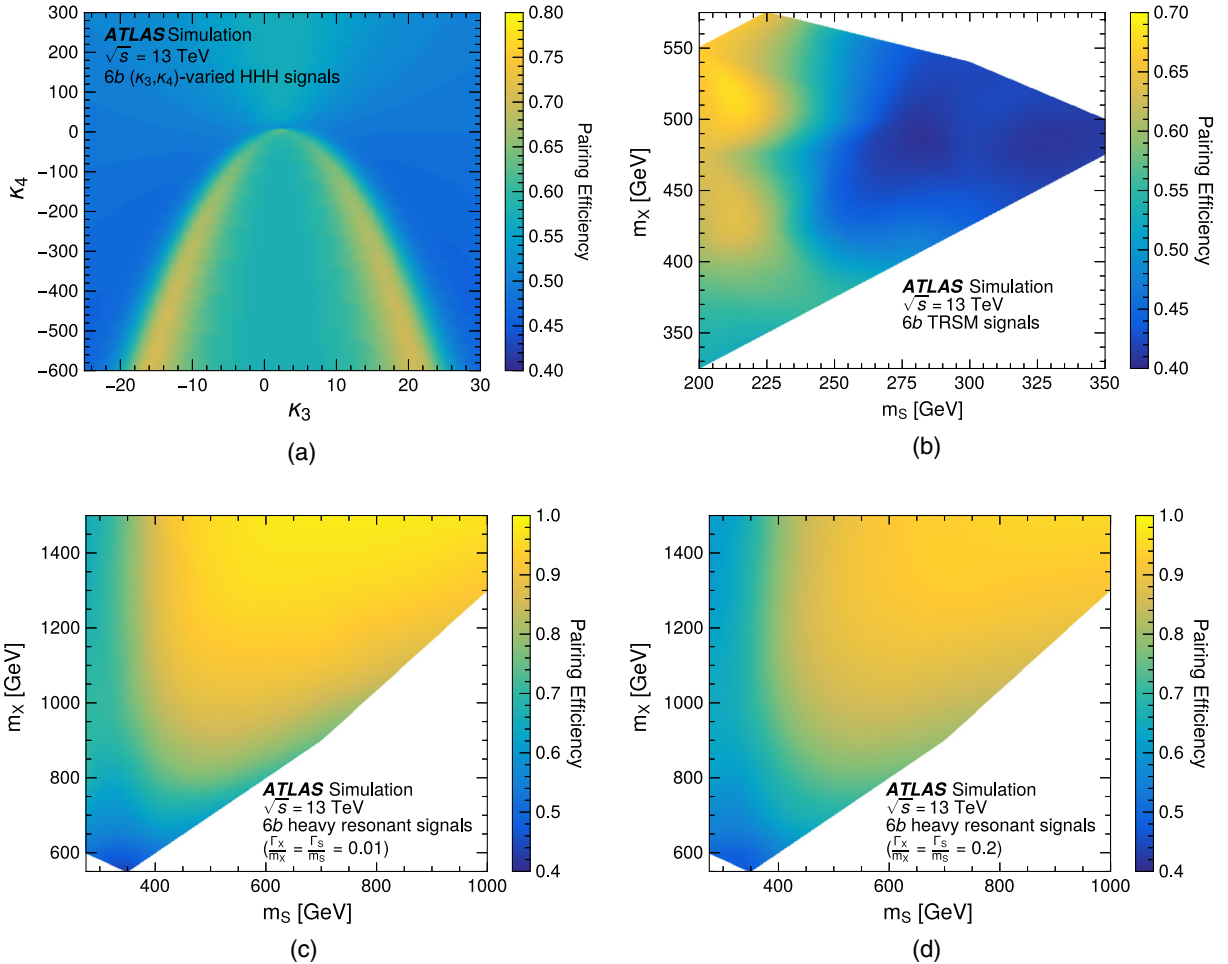 ATLAS Simulation
√s = 13 TeV
6b (κ3,κ4)-varied HHH signals
300
200
100
0
−100
−200
−300
−400
−500
−600
κ4
−20
−10
0
10
20
30
κ3
0.80
0.75
0.70
0.65
0.60
0.55
0.50
0.45
0.40
Pairing Efficiency
(a)
550
500
450
400
350
mX [GeV]
ATLAS Simulation
√s = 13 TeV
6b TRSM signals
200
225
250
275
300
325
350
mS [GeV]
0.70
0.65
0.60
0.55
0.50
0.45
0.40
Pairing Efficiency
(b)
1400
1200
1000
800
600
mX [GeV]
ATLAS Simulation
√s = 13 TeV
6b heavy resonant signals
(ΓX/mX = ΓS/mS = 0.01)
400
600
800
1000
mS [GeV]
1.0
0.9
0.8
0.7
0.6
0.5
0.4
Pairing Efficiency
(c)
1400
1200
1000
800
600
mX [GeV]
ATLAS Simulation
√s = 13 TeV
6b heavy resonant signals
(ΓX/mX = ΓS/mS = 0.2)
400
600
800
1000
mS [GeV]
1.0
0.9
0.8
0.7
0.6
0.5
0.4
Pairing Efficiency
(d)